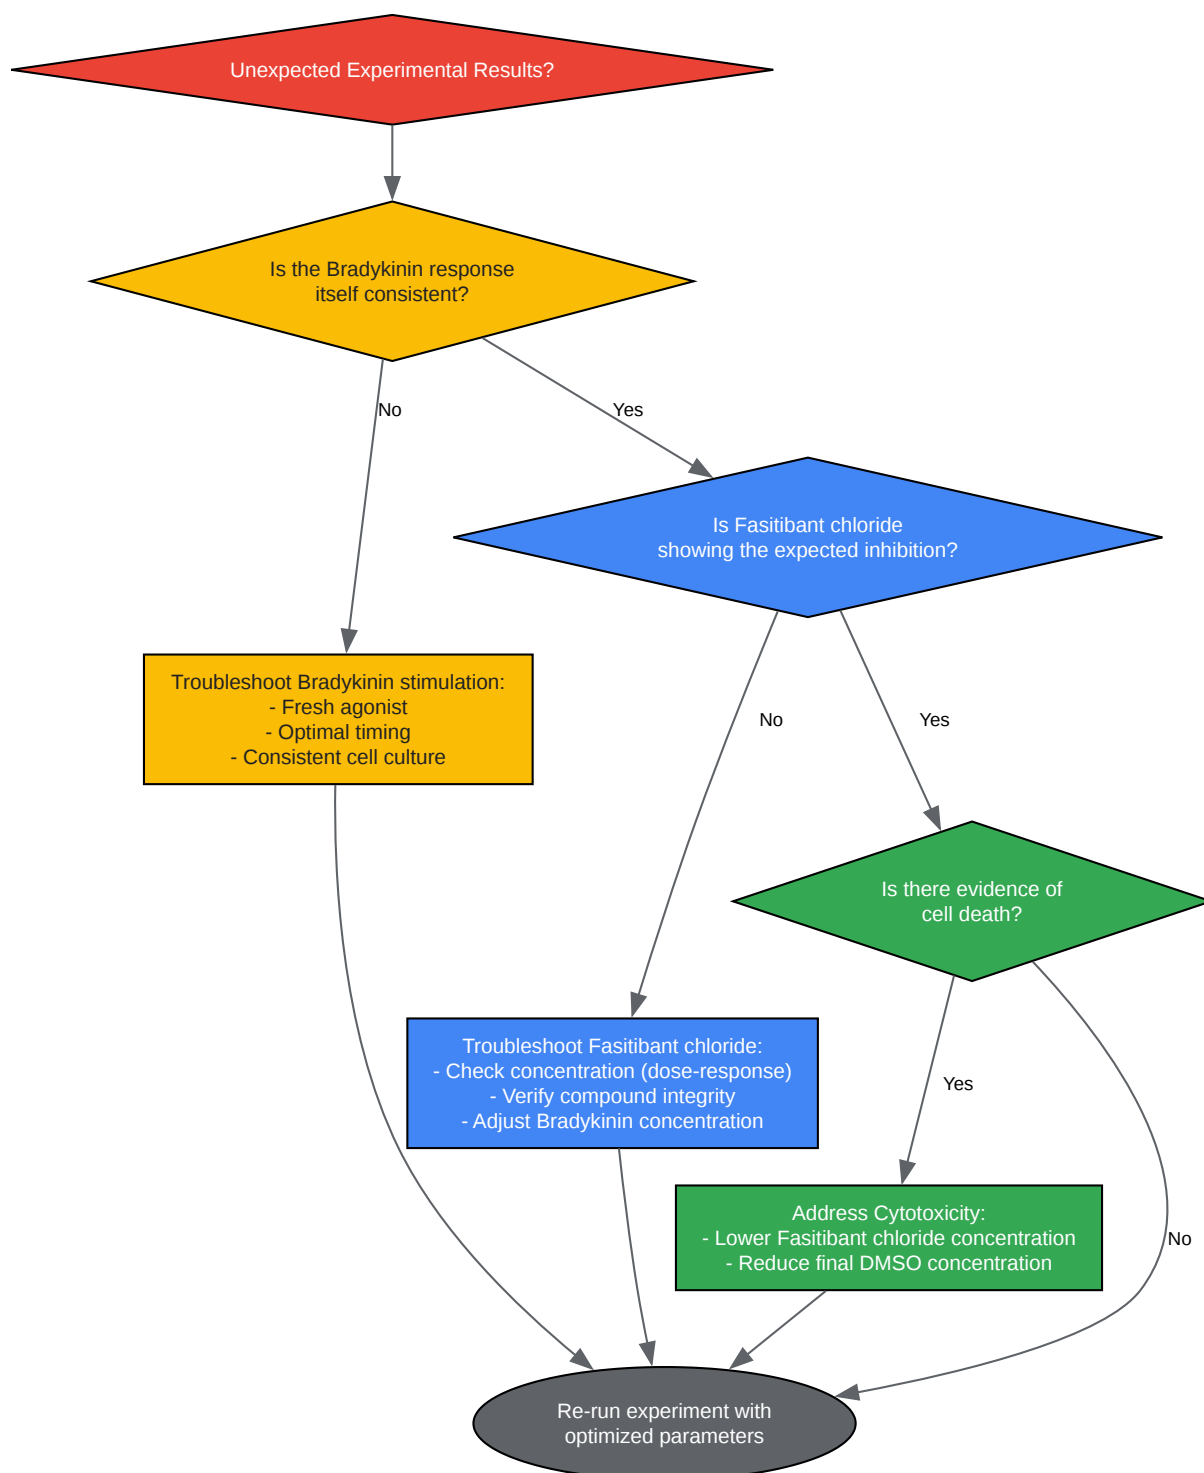 Unexpected Experimental Results?
Is the Bradykinin response
itself consistent?
No
Yes
Is Fasitibant chloride
showing the expected inhibition?
Troubleshoot Bradykinin stimulation:
- Fresh agonist
- Optimal timing
- Consistent cell culture
No
Yes
Is there evidence of
cell death?
Troubleshoot Fasitibant chloride:
- Check concentration (dose-response)
- Verify compound integrity
- Adjust Bradykinin concentration
Yes
Address Cytotoxicity:
- Lower Fasitibant chloride concentration
- Reduce final DMSO concentration
No
Re-run experiment with
optimized parameters